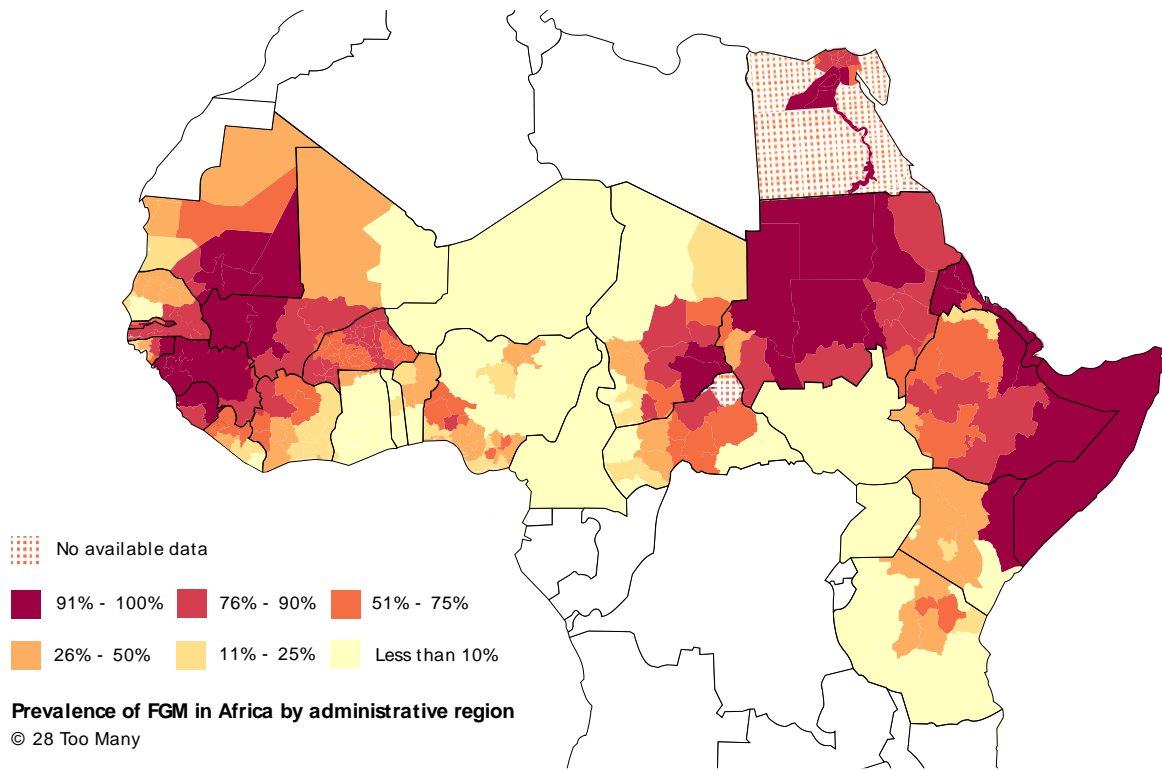 No available data
91% - 100% 76% - 90% 51% - 75%
26% - 50% 11% - 25% Less than 10%
Prevalence of FGM in Africa by administrative region
© 28 Too Many